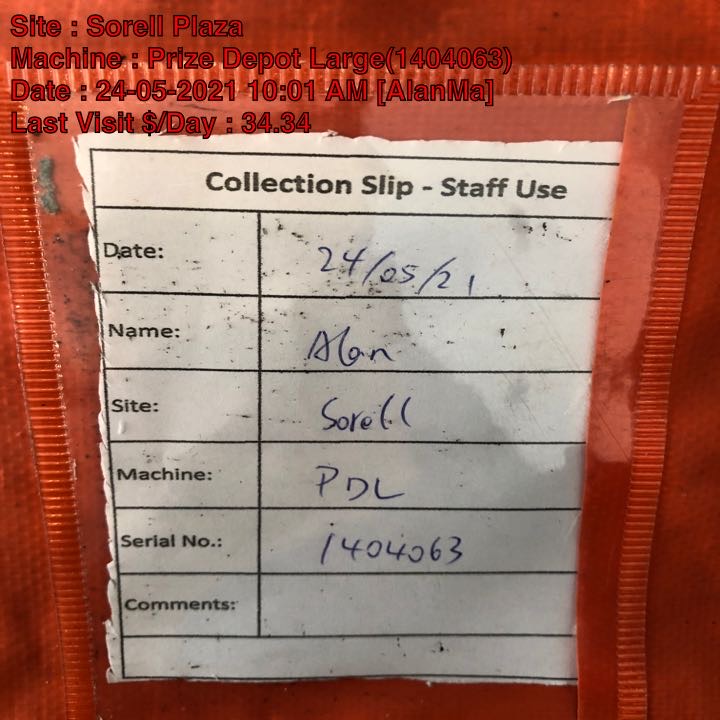 Site : Sorell Plaza
Machine : Prize Depot Large(1404063)
Date : 24-05-2021 10:01 AM [AlanMa]
Last Visit $/Day : 34.34
Collection Slip - Staff Use
Date: 24/05/21
Name: Alan
Site: Sorell
Machine: PDL
Serial No.: 1404063
Comments: